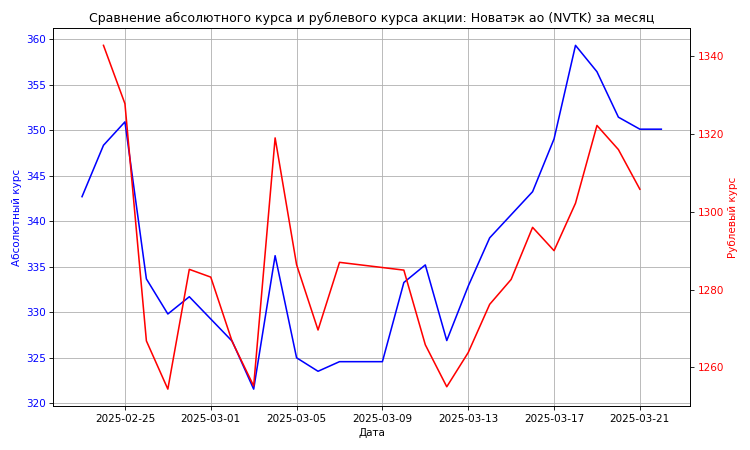 Сравнение абсолютного курса и рублевого курса акции: Новатэк ао (NVTK) за месяц
360
355
350
345
340
335
330
325
320
Абсолютный курс
1340
1320
1300
1280
1260
Рублевый курс
2025-02-25 2025-03-01 2025-03-05 2025-03-09 2025-03-13 2025-03-17 2025-03-21
Дата